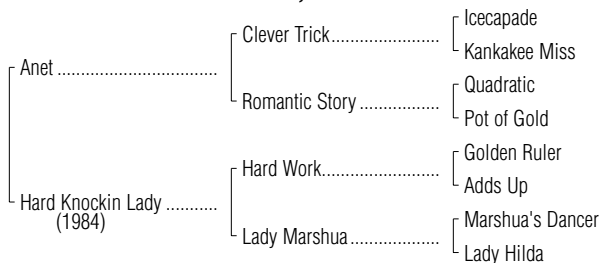 Icecapade
Clever Trick........................
Kankakee Miss
Anet ...................................
Quadratic
Romantic Story .................
Pot of Gold
Golden Ruler
Hard Work..........................
Adds Up
Hard Knockin Lady ...........
(1984)
Marshua's Dancer
Lady Marshua...................
Lady Hilda